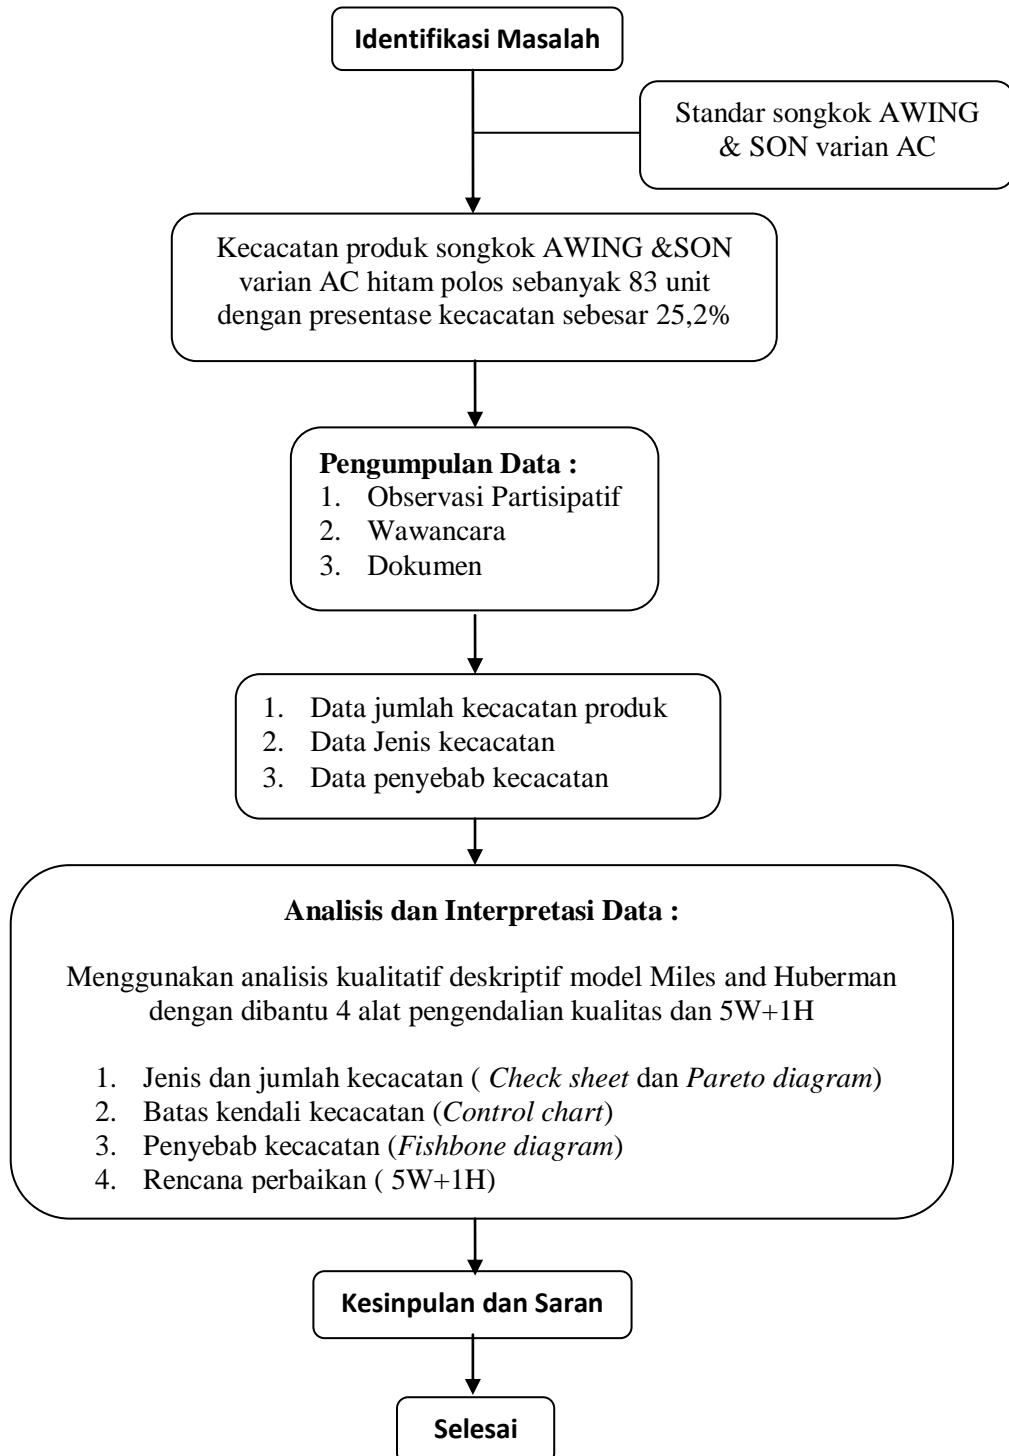 Identifikasi Masalah
Standar songkok AWING
& SON varian AC
Kecacatan produk songkok AWING &SON
varian AC hitam polos sebanyak 83 unit
dengan presentase kecacatan sebesar 25,2%
Pengumpulan Data :
1. Observasi Partisipatif
2. Wawancara
3. Dokumen
1. Data jumlah kecacatan produk
2. Data Jenis kecacatan
3. Data penyebab kecacatan
Analisis dan Interpretasi Data :
Menggunakan analisis kualitatif deskriptif model Miles and Huberman
dengan dibantu 4 alat pengendalian kualitas dan 5W+1H
1. Jenis dan jumlah kecacatan ( Check sheet dan Pareto diagram)
2. Batas kendali kecacatan (Control chart)
3. Penyebab kecacatan (Fishbone diagram)
4. Rencana perbaikan ( 5W+1H)
Kesinpulan dan Saran
Selesai